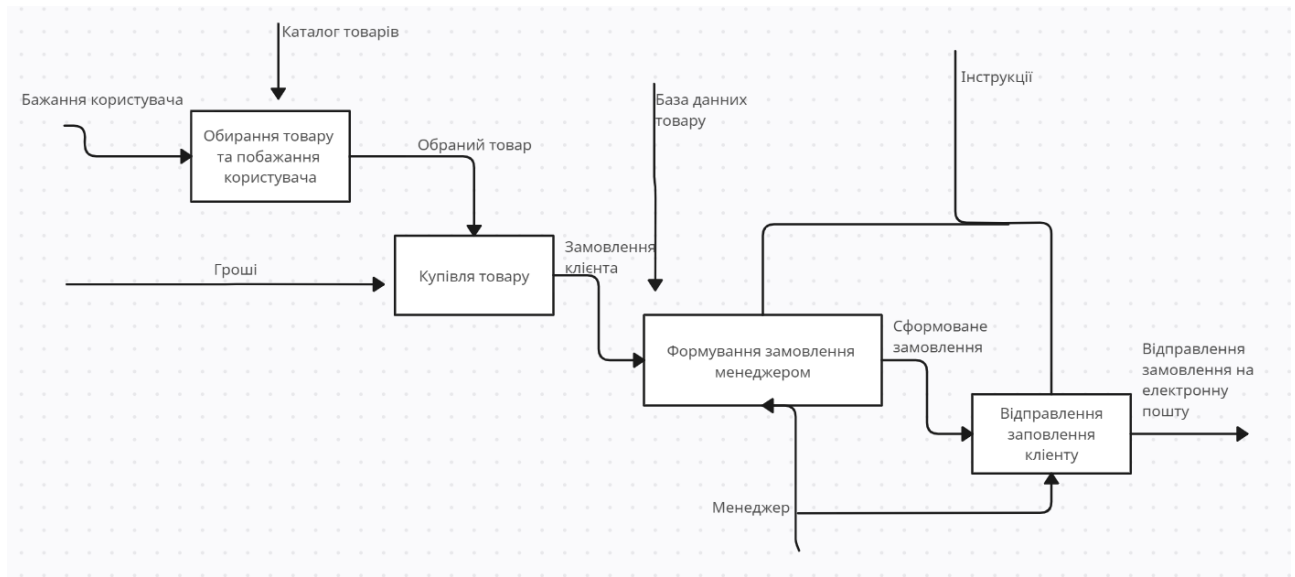 Каталог товарів
Бажання користувача
Обирання товару
та побажання
користувача
Обраний товар
База данних
товару
Інструкції
Гроші
Купівля товару
Замовлення
клієнта
Формування замовлення
менеджером
Сформоване
замовлення
Відправлення
заповлення
клієнту
Відправлення
замовлення на
електронну
пошту
Менеджер